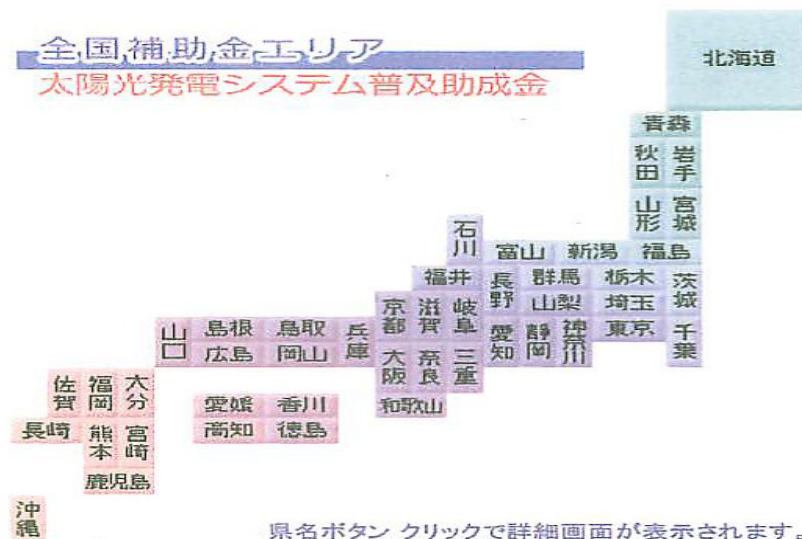 全国補助金エリア
太陽光発電システム普及助成金
北海道
青森
秋田 岩手
山形 宮城
石川 富山 新潟 福島
福井 長野 群馬 栃木 茨城
山梨 埼玉
京都 滋賀 岐阜 愛知 静岡 神奈川 東京 千葉
山口 島根 鳥取 兵庫
広島 岡山 大阪 奈良 三重
佐賀 福岡 大分 愛媛 香川 和歌山
長崎 熊本 宮崎 高知 徳島
鹿児島
沖縄
県名ボタン クリックで詳細画面が表示されます。